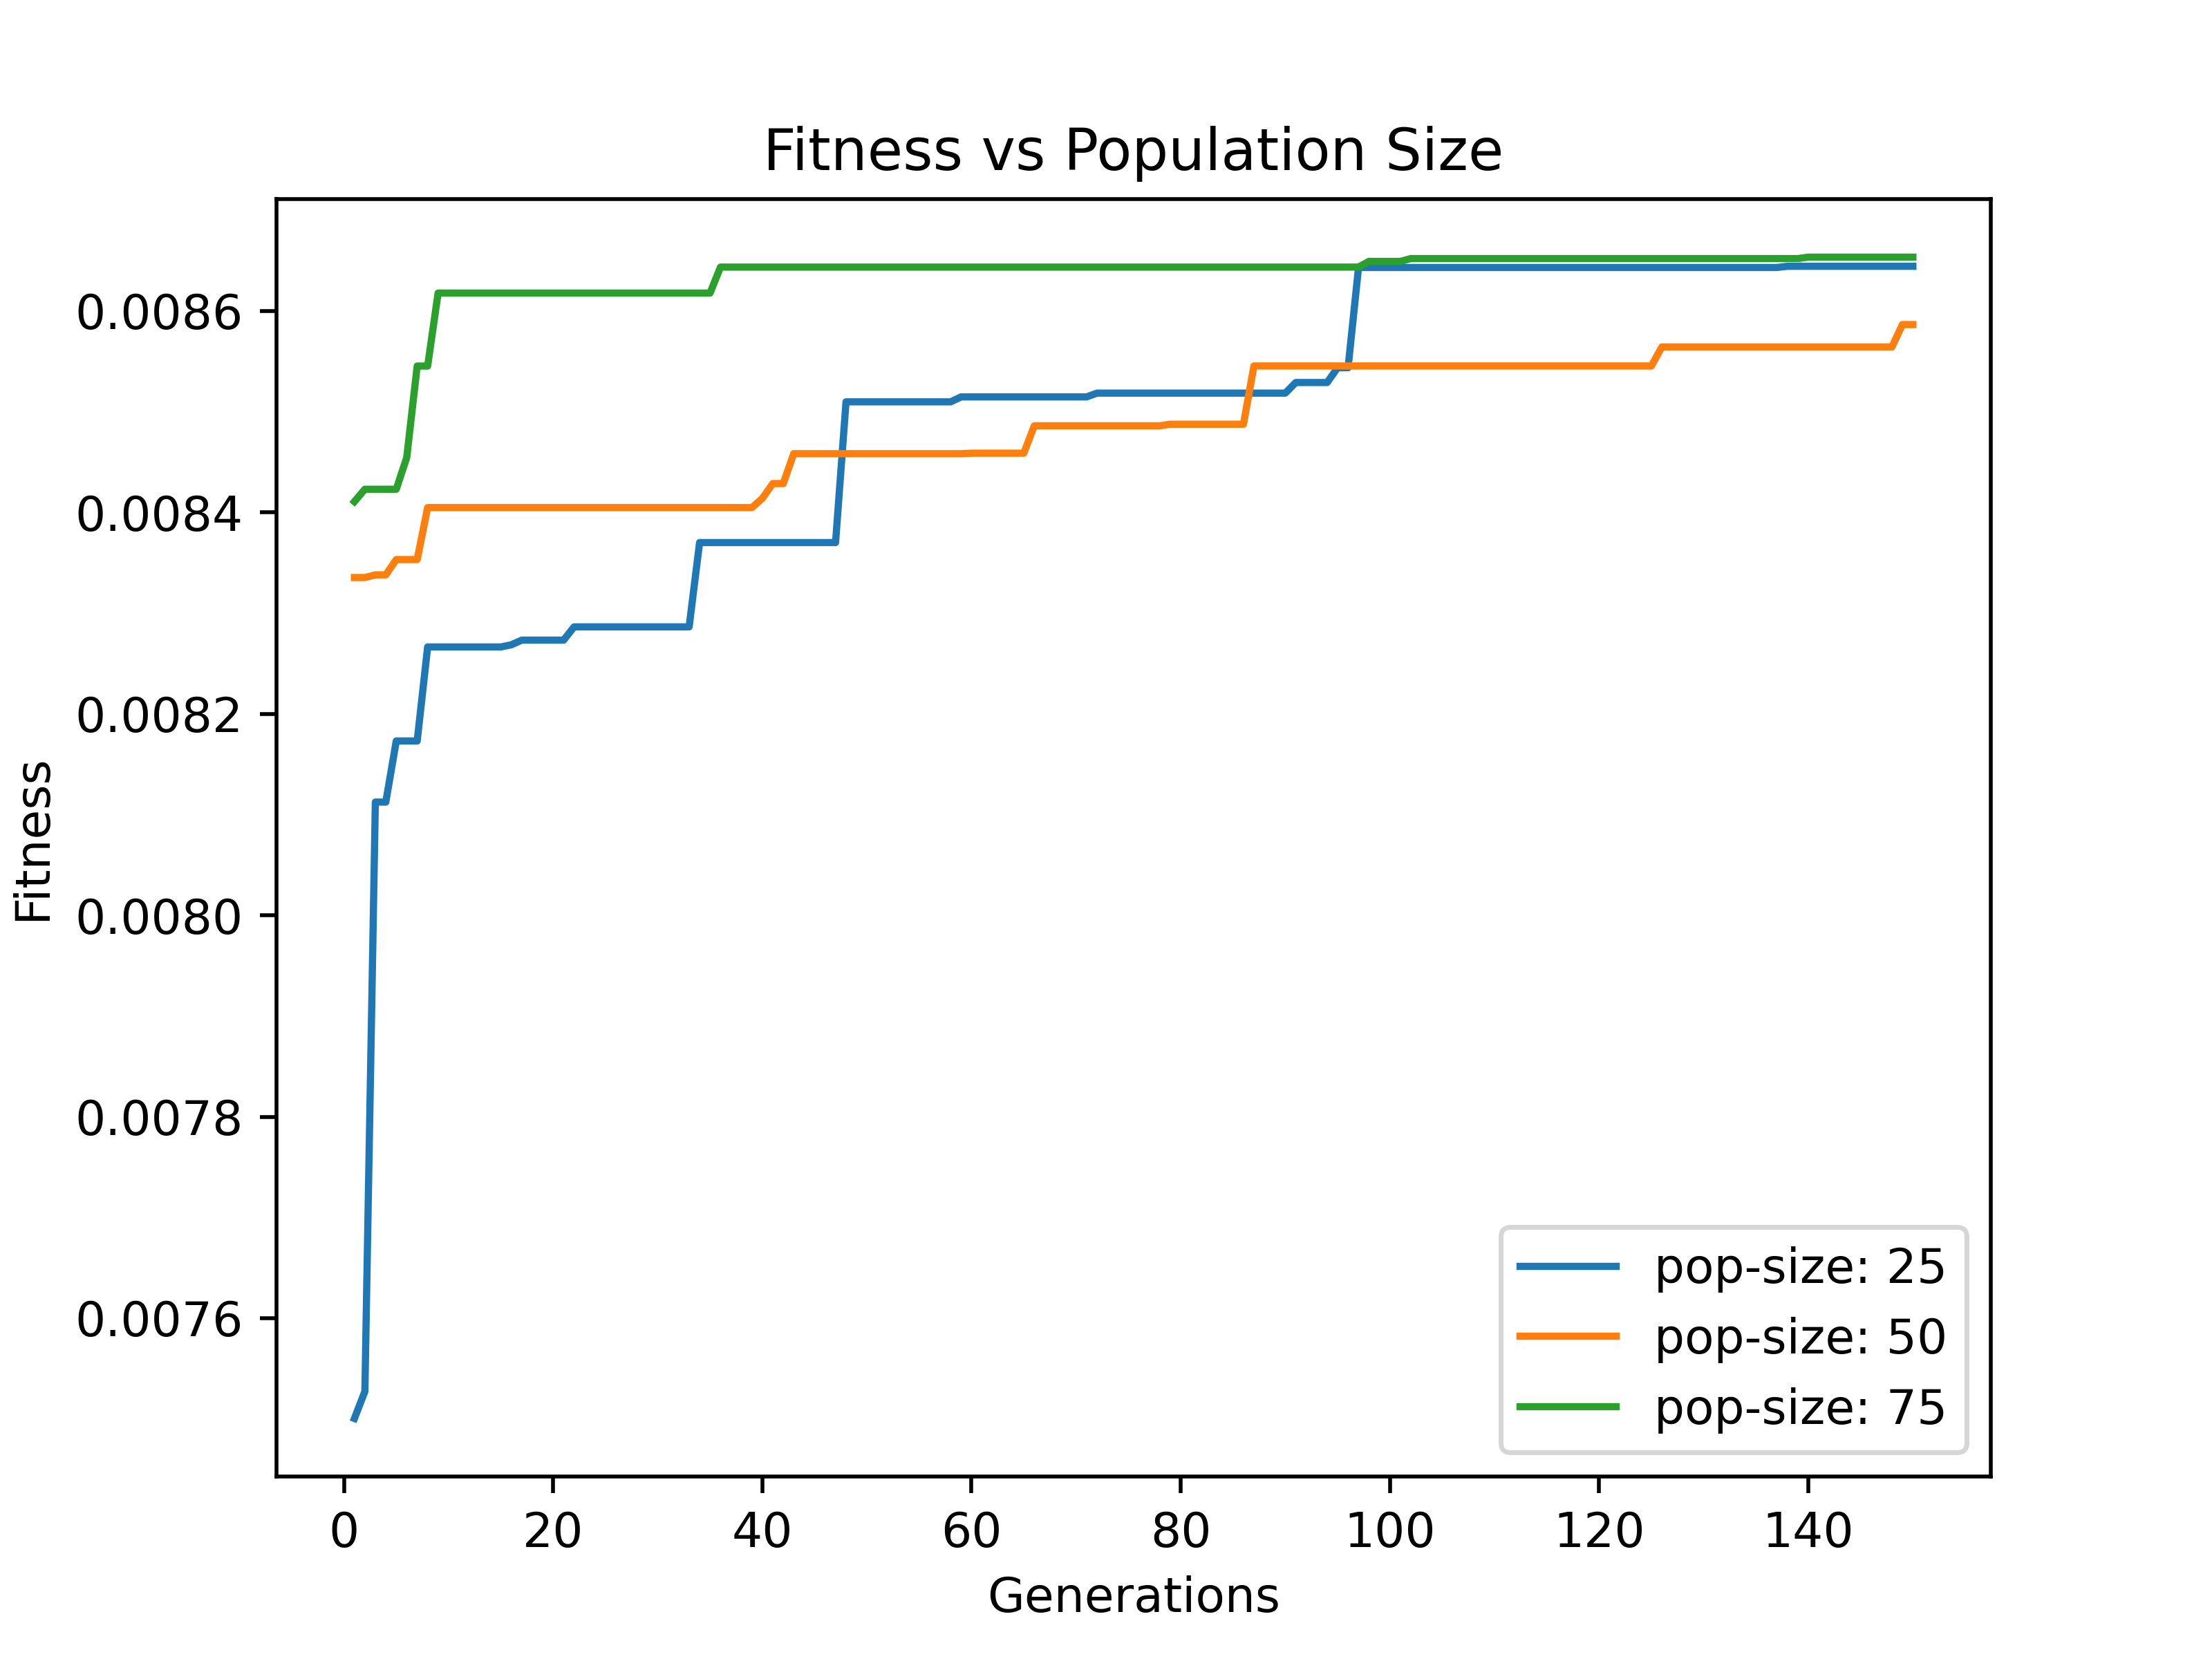 Fitness vs Population Size
Fitness
0.0086
0.0084
0.0082
0.0080
0.0078
0.0076
pop-size: 25
pop-size: 50
pop-size: 75
0 20 40 60 80 100 120 140
Generations